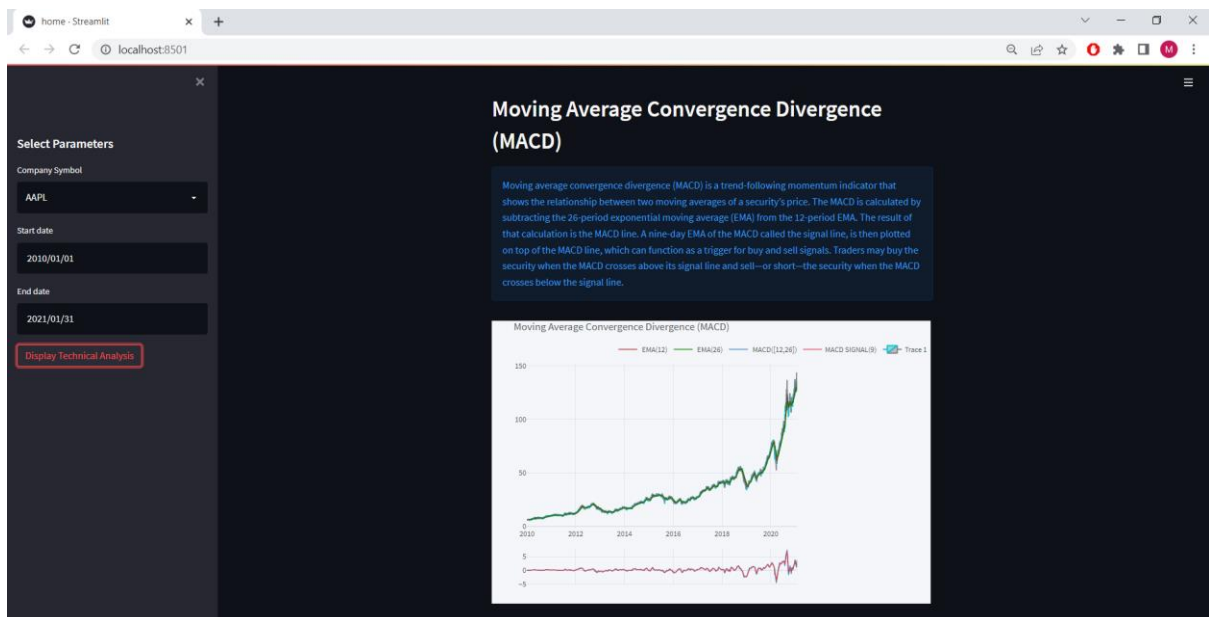 home · Streamlit
localhost:8501
M
Moving Average Convergence Divergence
(MACD)
Select Parameters
Company Symbol
AAPL
Start date
2010/01/01
End date
2021/01/31
Display Technical Analysis
Moving average convergence divergence (MACD) is a trend-following momentum indicator that
shows the relationship between two moving averages of a security's price. The MACD is calculated by
subtracting the 26-period exponential moving average (EMA) from the 12-period EMA. The result of
that calculation is the MACD line. A nine-day EMA of the MACD called the signal line, is then plotted
on top of the MACD line, which can function as a trigger for buy and sell signals. Traders may buy the
security when the MACD crosses above its signal line and sell—or short—the security when the MACD
crosses below the signal line.
Moving Average Convergence Divergence (MACD)
EMA(12) EMA(26) MACD([12,26]) MACD SIGNAL(9) Trace 1
150
100
50
0
2010 2012 2014 2016 2018 2020
5
0
−5